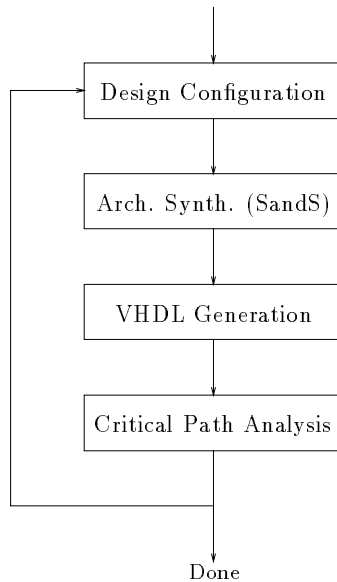 Design Configuration
Arch. Synth. (SandS)
VHDL Generation
Critical Path Analysis
Done